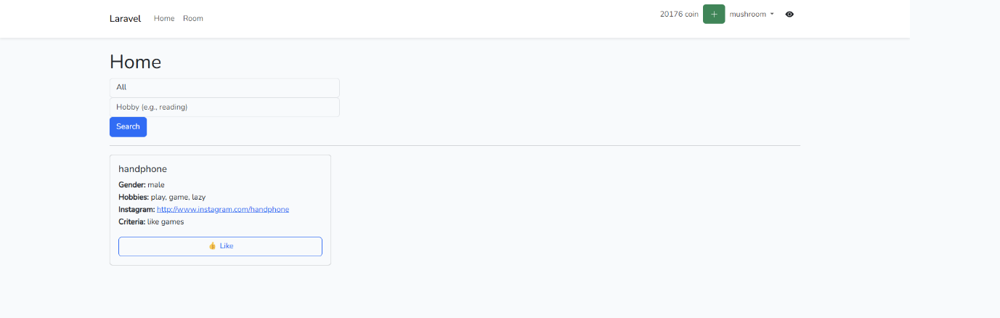 Laravel Home Room 20176 coin + mushroom
Home
All
Hobby (e.g., reading)
Search
handphone
Gender: male
Hobbies: play, game, lazy
Instagram: http://www.instagram.com/handphone
Criteria: like games
👍 Like